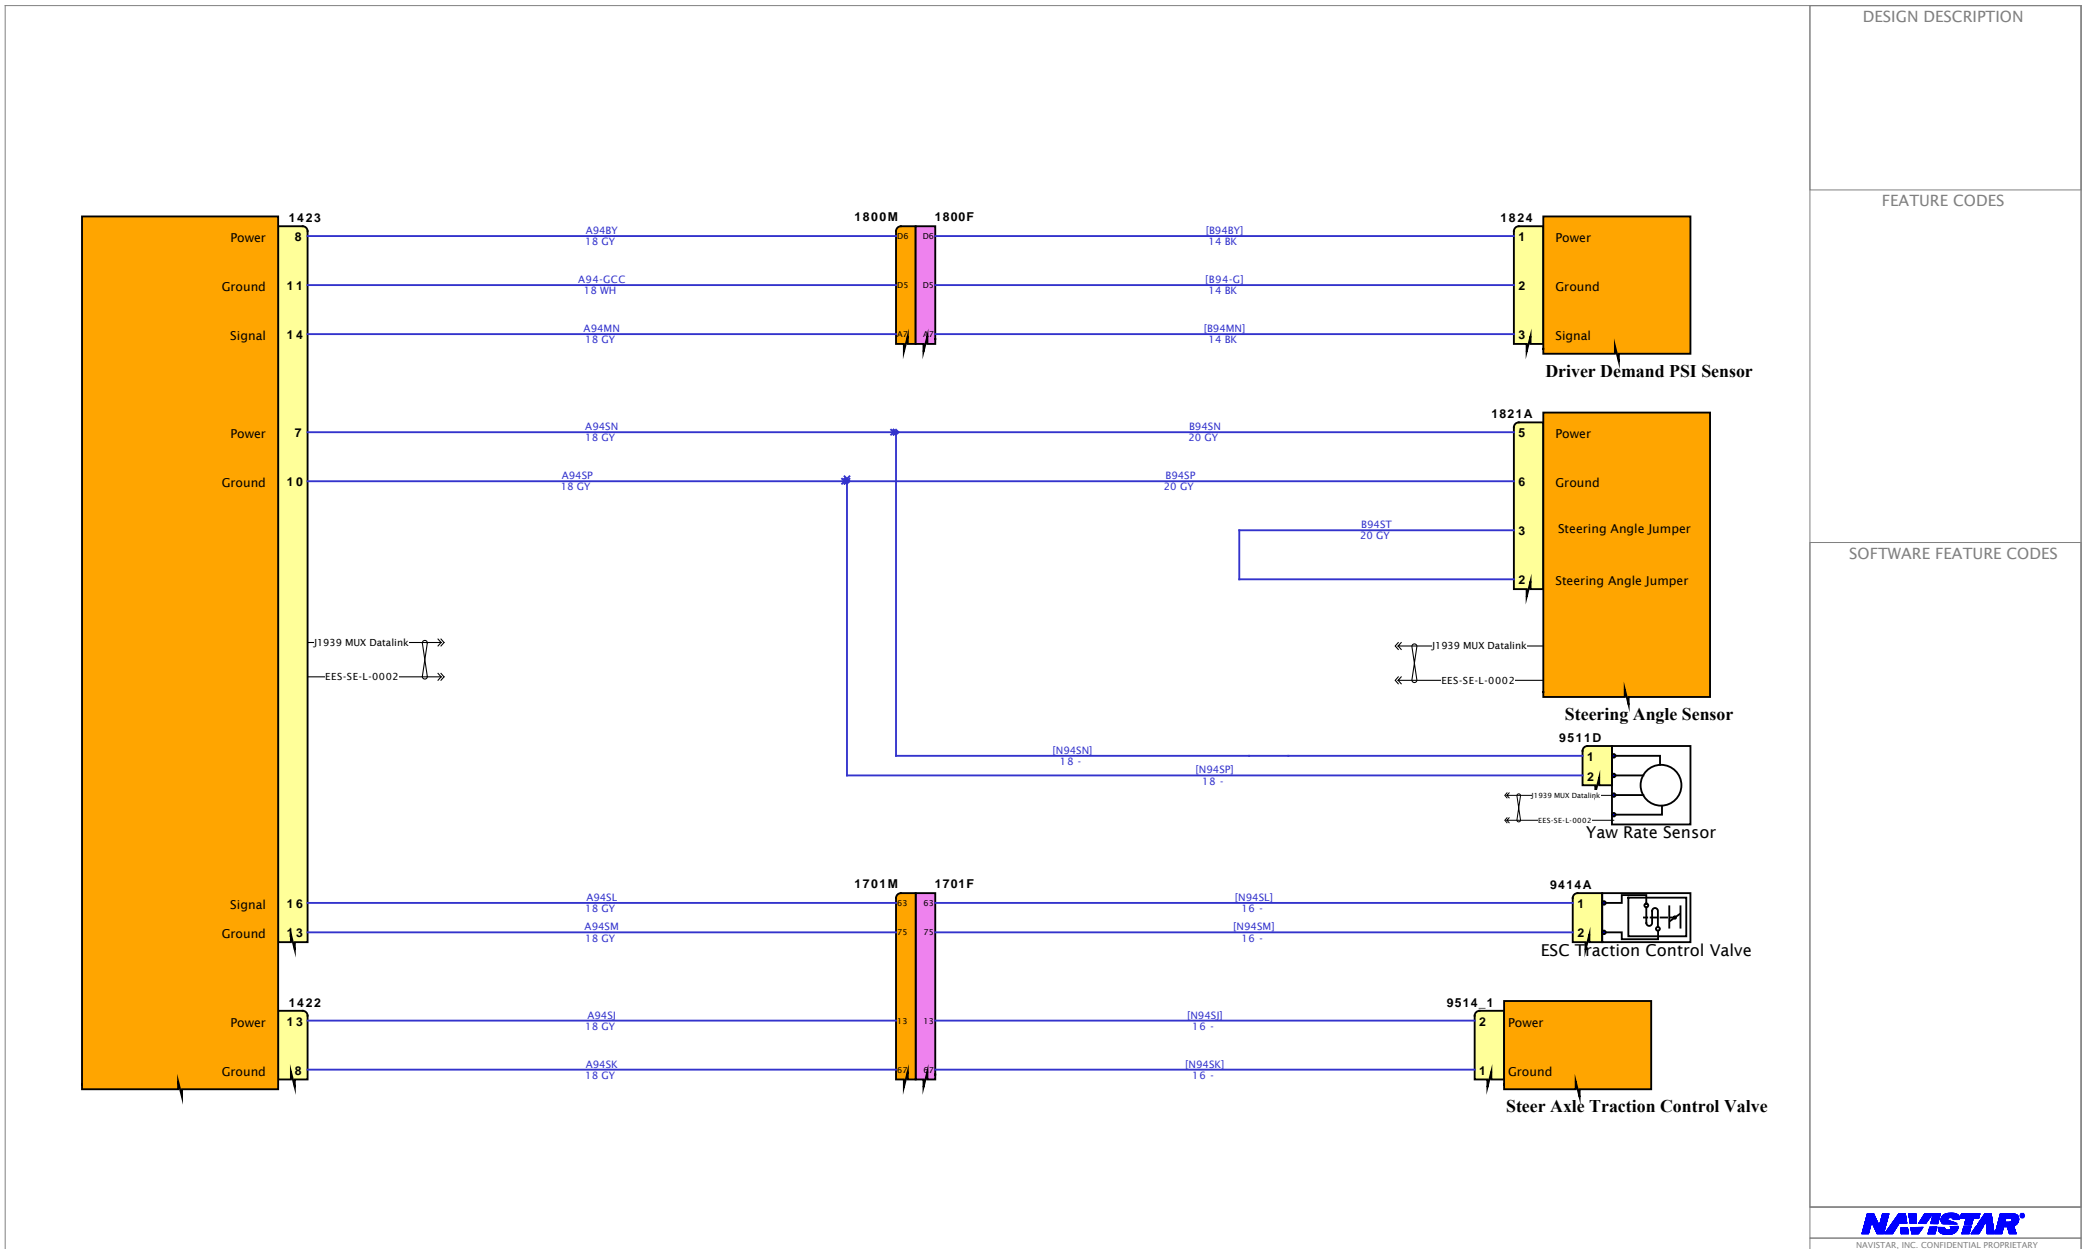 DESIGN DESCRIPTION
FEATURE CODES
SOFTWARE FEATURE CODES
1423
1800M 1800F
1824
Power 8 A94BY 18 GY D6 D6 [B94BY] 14 BK 1 Power
Ground 11 A94-GCC 18 WH D5 D5 [B94-G] 14 BK 2 Ground
Signal 14 A94MN 18 GY A7 A7 [B94MN] 14 BK 3 Signal
Driver Demand PSI Sensor
1821A
Power 7 A94SN 18 GY B94SN 20 GY 5 Power
Ground 10 A94SP 18 GY B94SP 20 GY 6 Ground
B94ST 20 GY 3 Steering Angle Jumper
2 Steering Angle Jumper
J1939 MUX Datalink
EES-SE-L-0002
J1939 MUX Datalink
EES-SE-L-0002
Steering Angle Sensor
9511D
[N94SN] 18 - 1
[N94SP] 18 - 2
J1939 MUX Datalink
EES-SE-L-0002
Yaw Rate Sensor
1701M 1701F
9414A
Signal 16 A94SL 18 GY 63 63 [N94SL] 16 - 1
Ground 13 A94SM 18 GY 75 75 [N94SM] 16 - 2
ESC Traction Control Valve
1422
9514_1
Power 13 A94SJ 18 GY 13 13 [N94SJ] 16 - 2 Power
Ground 8 A94SK 18 GY 67 67 [N94SK] 16 - 1 Ground
Steer Axle Traction Control Valve
NAVISTAR
NAVISTAR, INC. CONFIDENTIAL PROPRIETARY